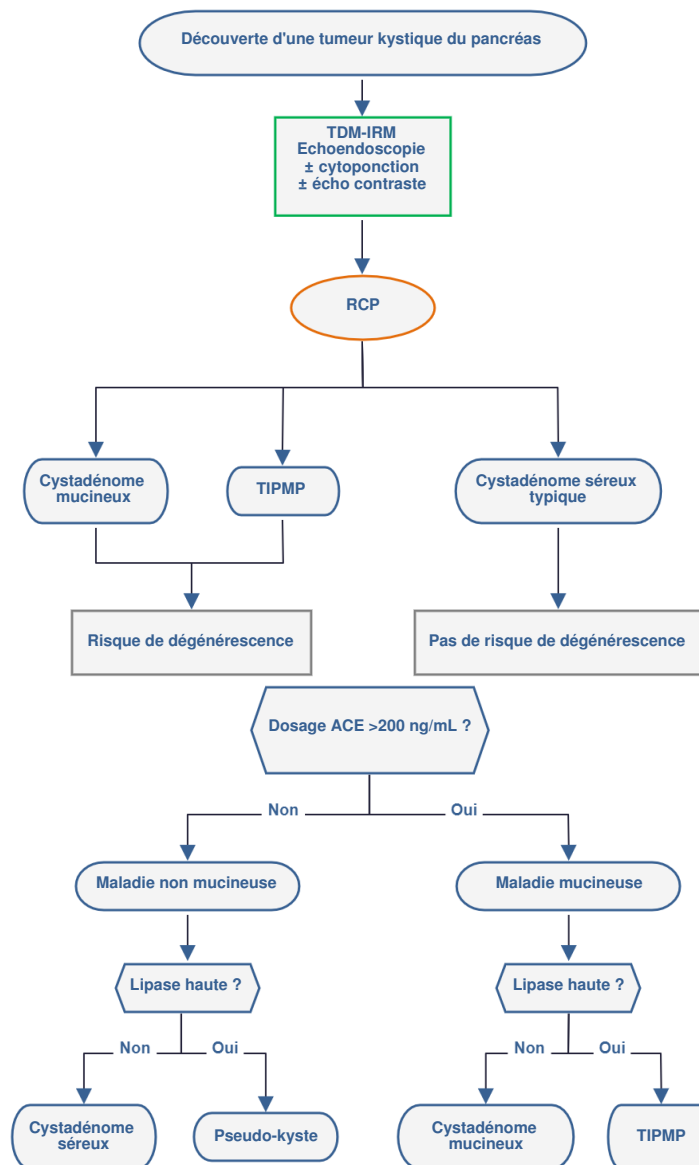 Découverte d'une tumeur kystique du pancréas
TDM-IRM
Echoendoscopie
± cytoponction
± écho contraste
RCP
Cystadénome
mucineux
TIPMP
Cystadénome séreux
typique
Risque de dégénérescence
Pas de risque de dégénérescence
Dosage ACE >200 ng/mL ?
Non
Oui
Maladie non mucineuse
Maladie mucineuse
Lipase haute ?
Lipase haute ?
Non
Oui
Non
Oui
Cystadénome
séreux
Pseudo-kyste
Cystadénome
mucineux
TIPMP